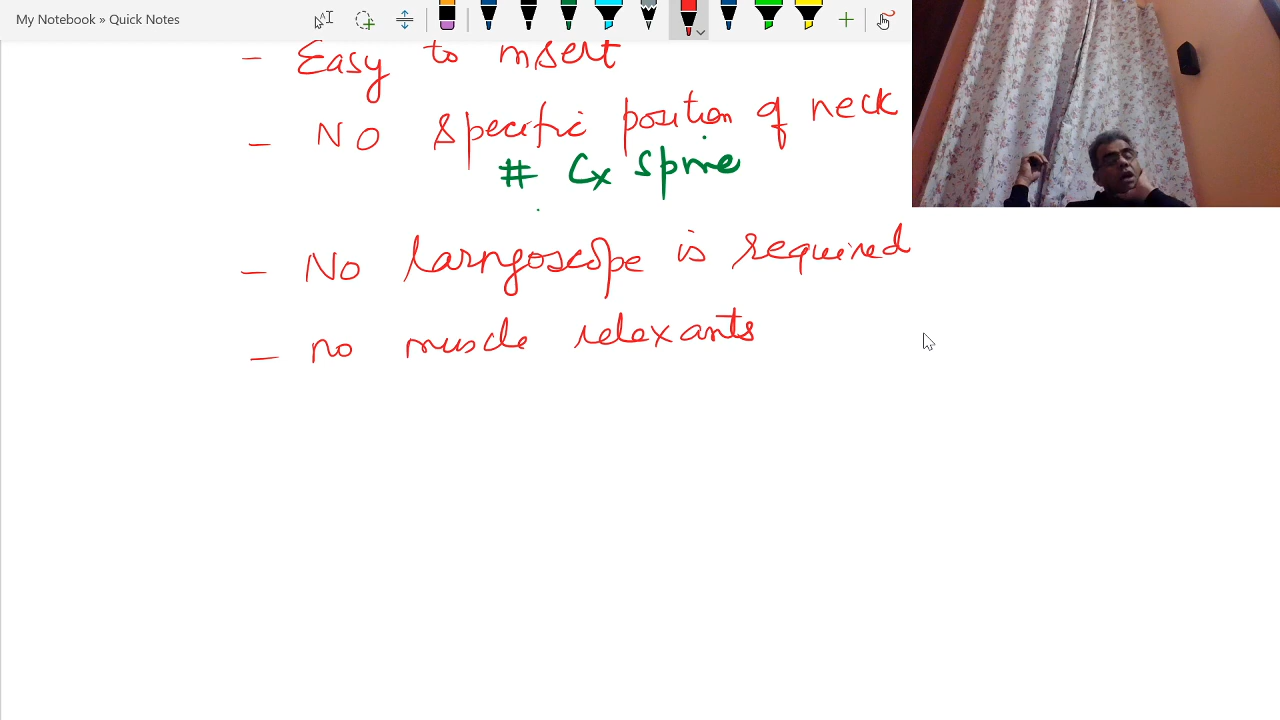 My Notebook » Quick Notes
- Easy to insert
- NO specific position of neck
# Cx spine
- No laryngoscope is required
- no muscle relexants